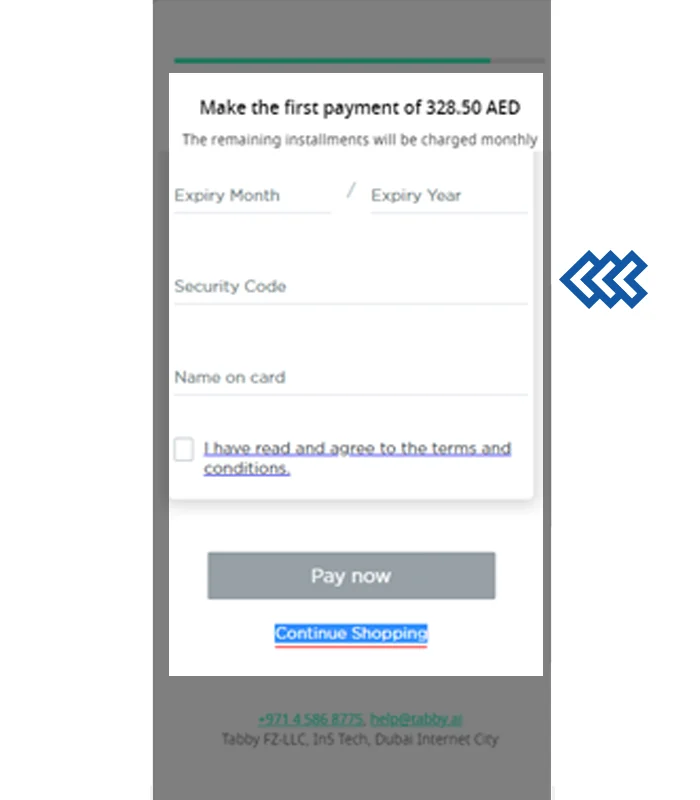 Make the first payment of 328.50 AED
The remaining installments will be charged monthly
Expiry Month / Expiry Year
Security Code
Name on card
I have read and agree to the terms and
conditions.
Pay now
Continue Shopping
+971 4 586 8775, help@tabby.ai
Tabby FZ-LLC, In5 Tech, Dubai Internet City